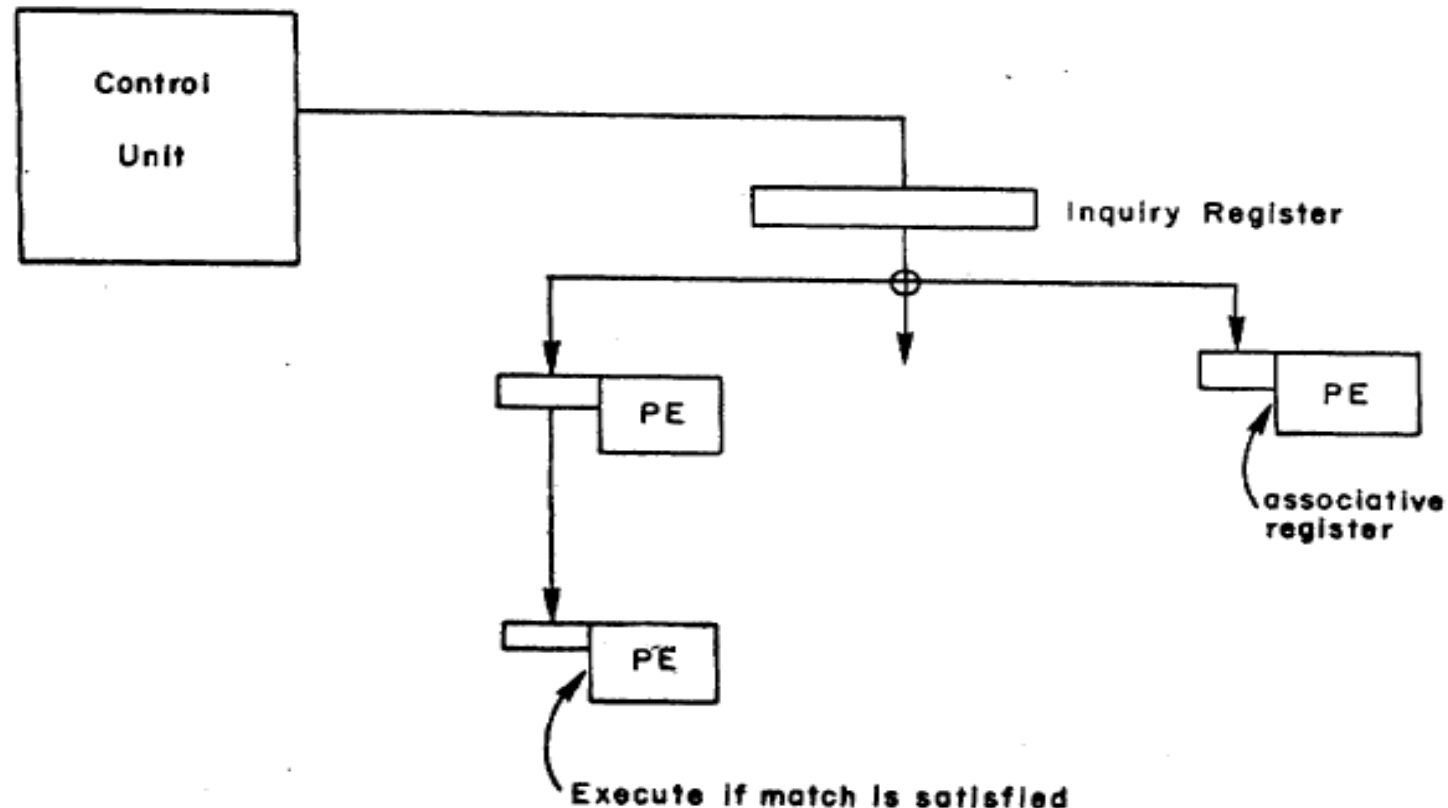 Control
Unit
Inquiry Register
PE
PE
associative
register
PE
Execute if match is satisfied